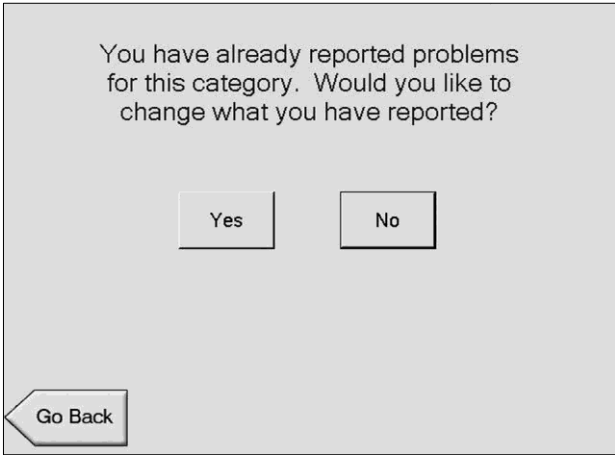 You have already reported problems
for this category. Would you like to
change what you have reported?
Yes
No
Go Back